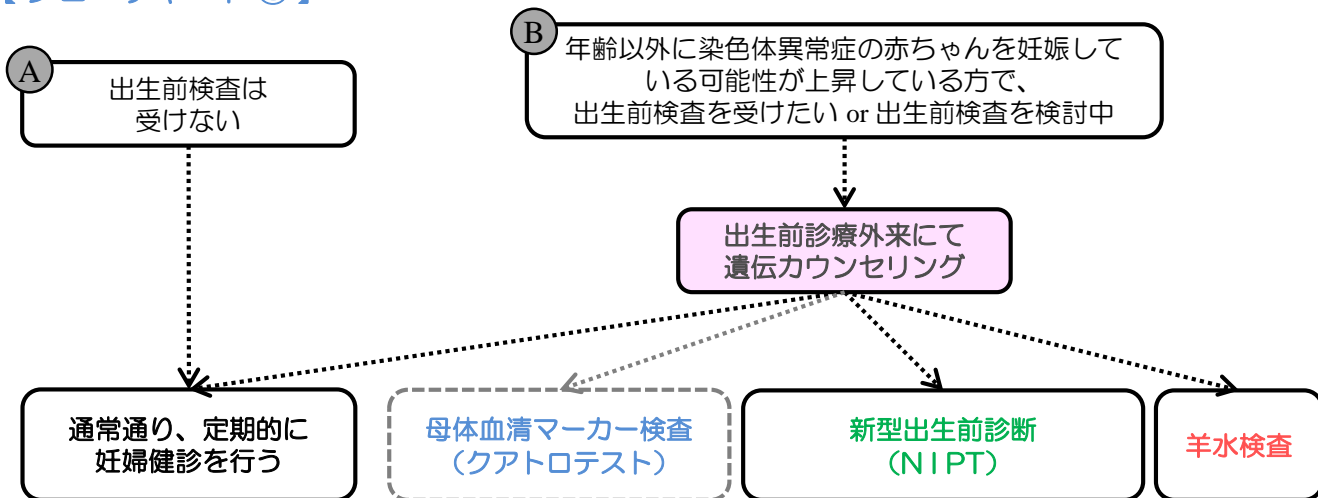 A
出生前検査は
受けない
B
年齢以外に染色体異常症の赤ちゃんを妊娠して
いる可能性が上昇している方で、
出生前検査を受けたい or 出生前検査を検討中
出生前診療外来にて
遺伝カウンセリング
通常通り、定期的に
妊婦健診を行う
母体血清マーカー検査
（クアトロテスト）
新型出生前診断
（ＮＩＰＴ）
羊水検査